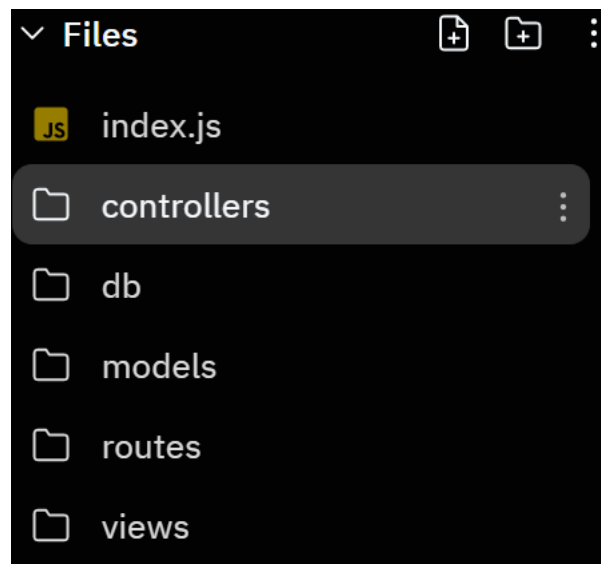 Files
JS index.js
controllers
db
models
routes
views